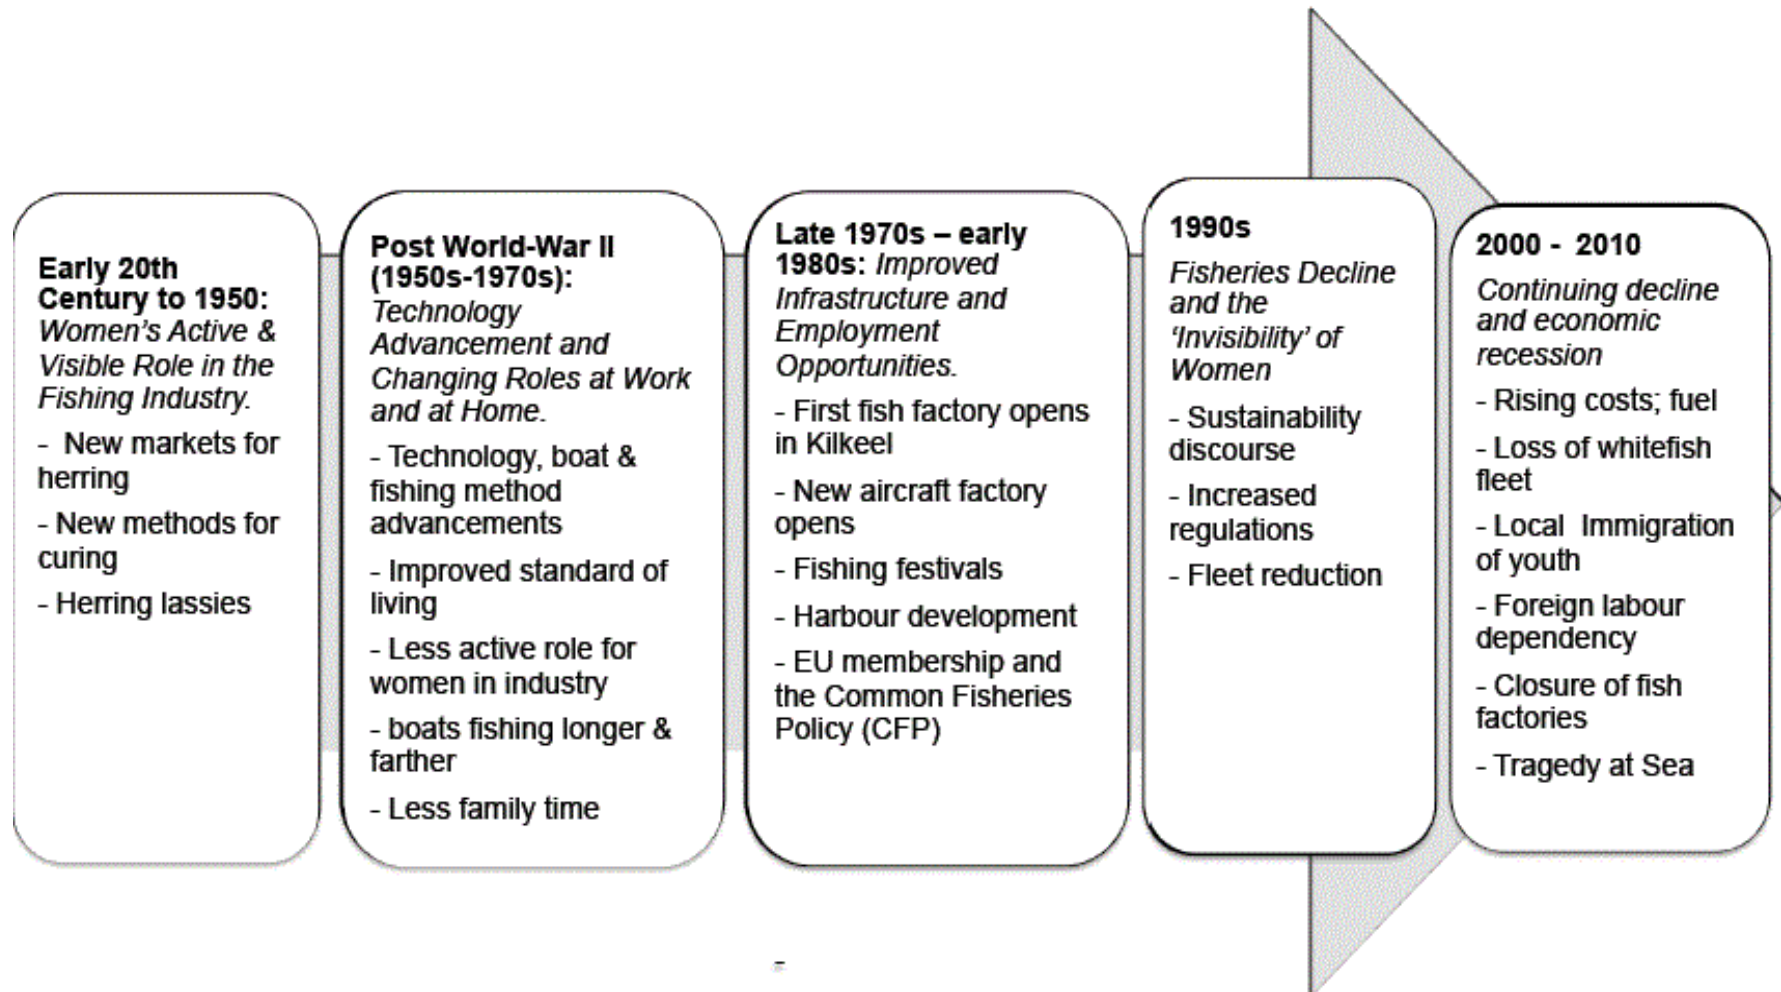 Early 20th
Century to 1950:
Women's Active &
Visible Role in the
Fishing Industry.
- New markets for
herring
- New methods for
curing
- Herring lassies
Post World-War II
(1950s-1970s):
Technology
Advancement and
Changing Roles at Work
and at Home.
- Technology, boat &
fishing method
advancements
- Improved standard of
living
- Less active role for
women in industry
- boats fishing longer &
farther
- Less family time
Late 1970s – early
1980s: Improved
Infrastructure and
Employment
Opportunities.
- First fish factory opens
in Kilkeel
- New aircraft factory
opens
- Fishing festivals
- Harbour development
- EU membership and
the Common Fisheries
Policy (CFP)
1990s
Fisheries Decline
and the
'Invisibility' of
Women
- Sustainability
discourse
- Increased
regulations
- Fleet reduction
2000 - 2010
Continuing decline
and economic
recession
- Rising costs; fuel
- Loss of whitefish
fleet
- Local Immigration
of youth
- Foreign labour
dependency
- Closure of fish
factories
- Tragedy at Sea
-